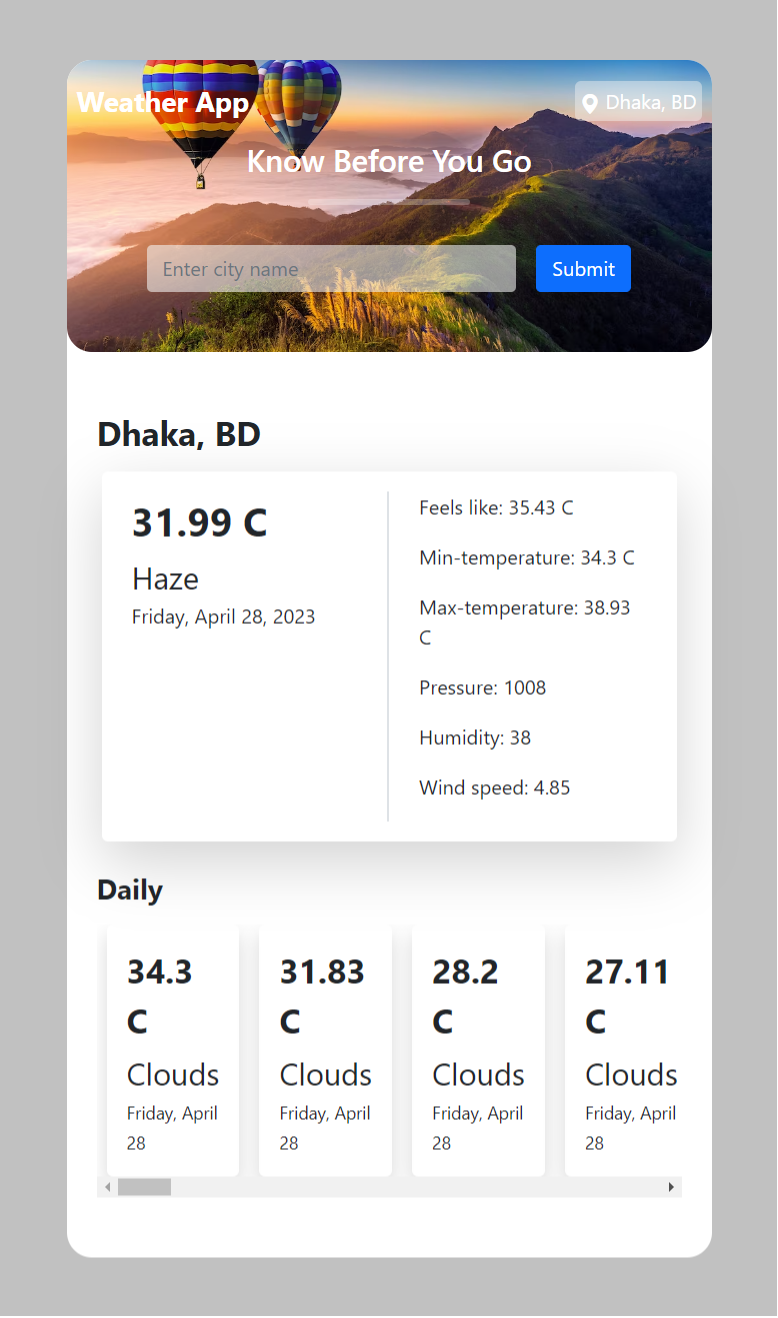 Weather App
Dhaka, BD
Know Before You Go
Enter city name
Submit
Dhaka, BD
31.99 C
Haze
Friday, April 28, 2023
Feels like: 35.43 C
Min-temperature: 34.3 C
Max-temperature: 38.93
C
Pressure: 1008
Humidity: 38
Wind speed: 4.85
Daily
34.3
C
Clouds
Friday, April
28
31.83
C
Clouds
Friday, April
28
28.2
C
Clouds
Friday, April
28
27.11
C
Clouds
Friday, April
28